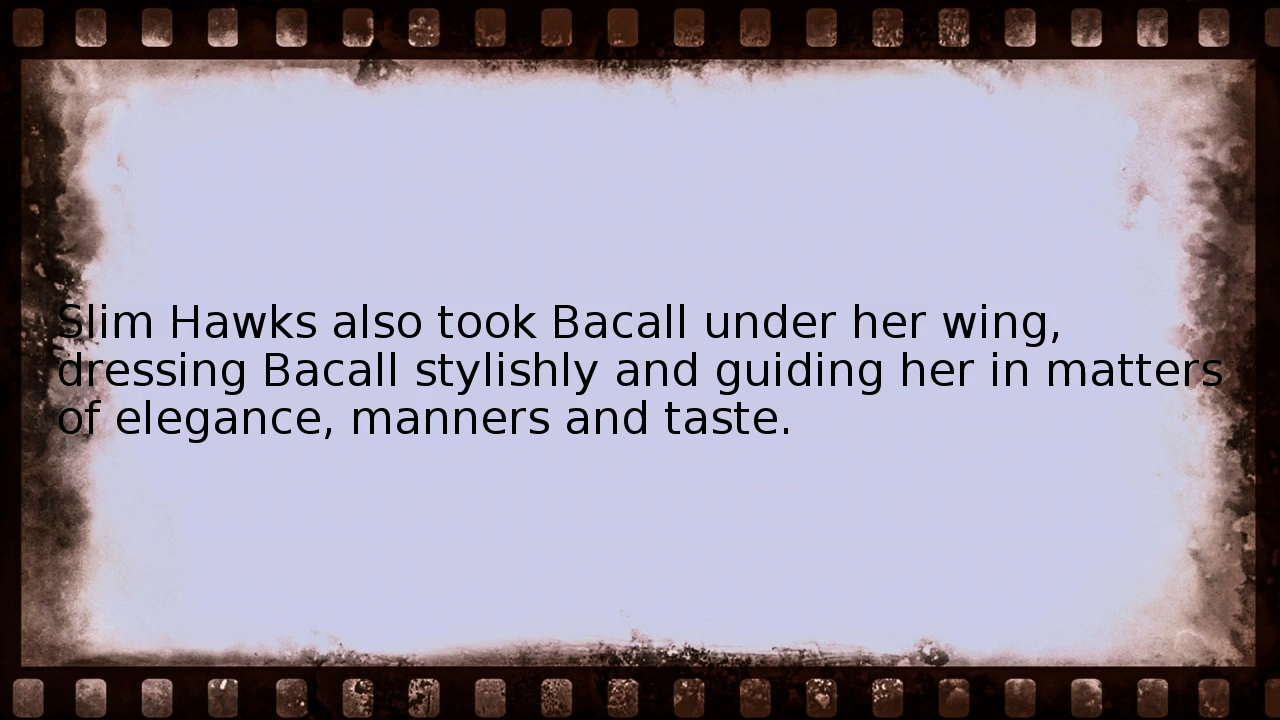 Slim Hawks also took Bacall under her wing,
dressing Bacall stylishly and guiding her in matters
of elegance, manners and taste.